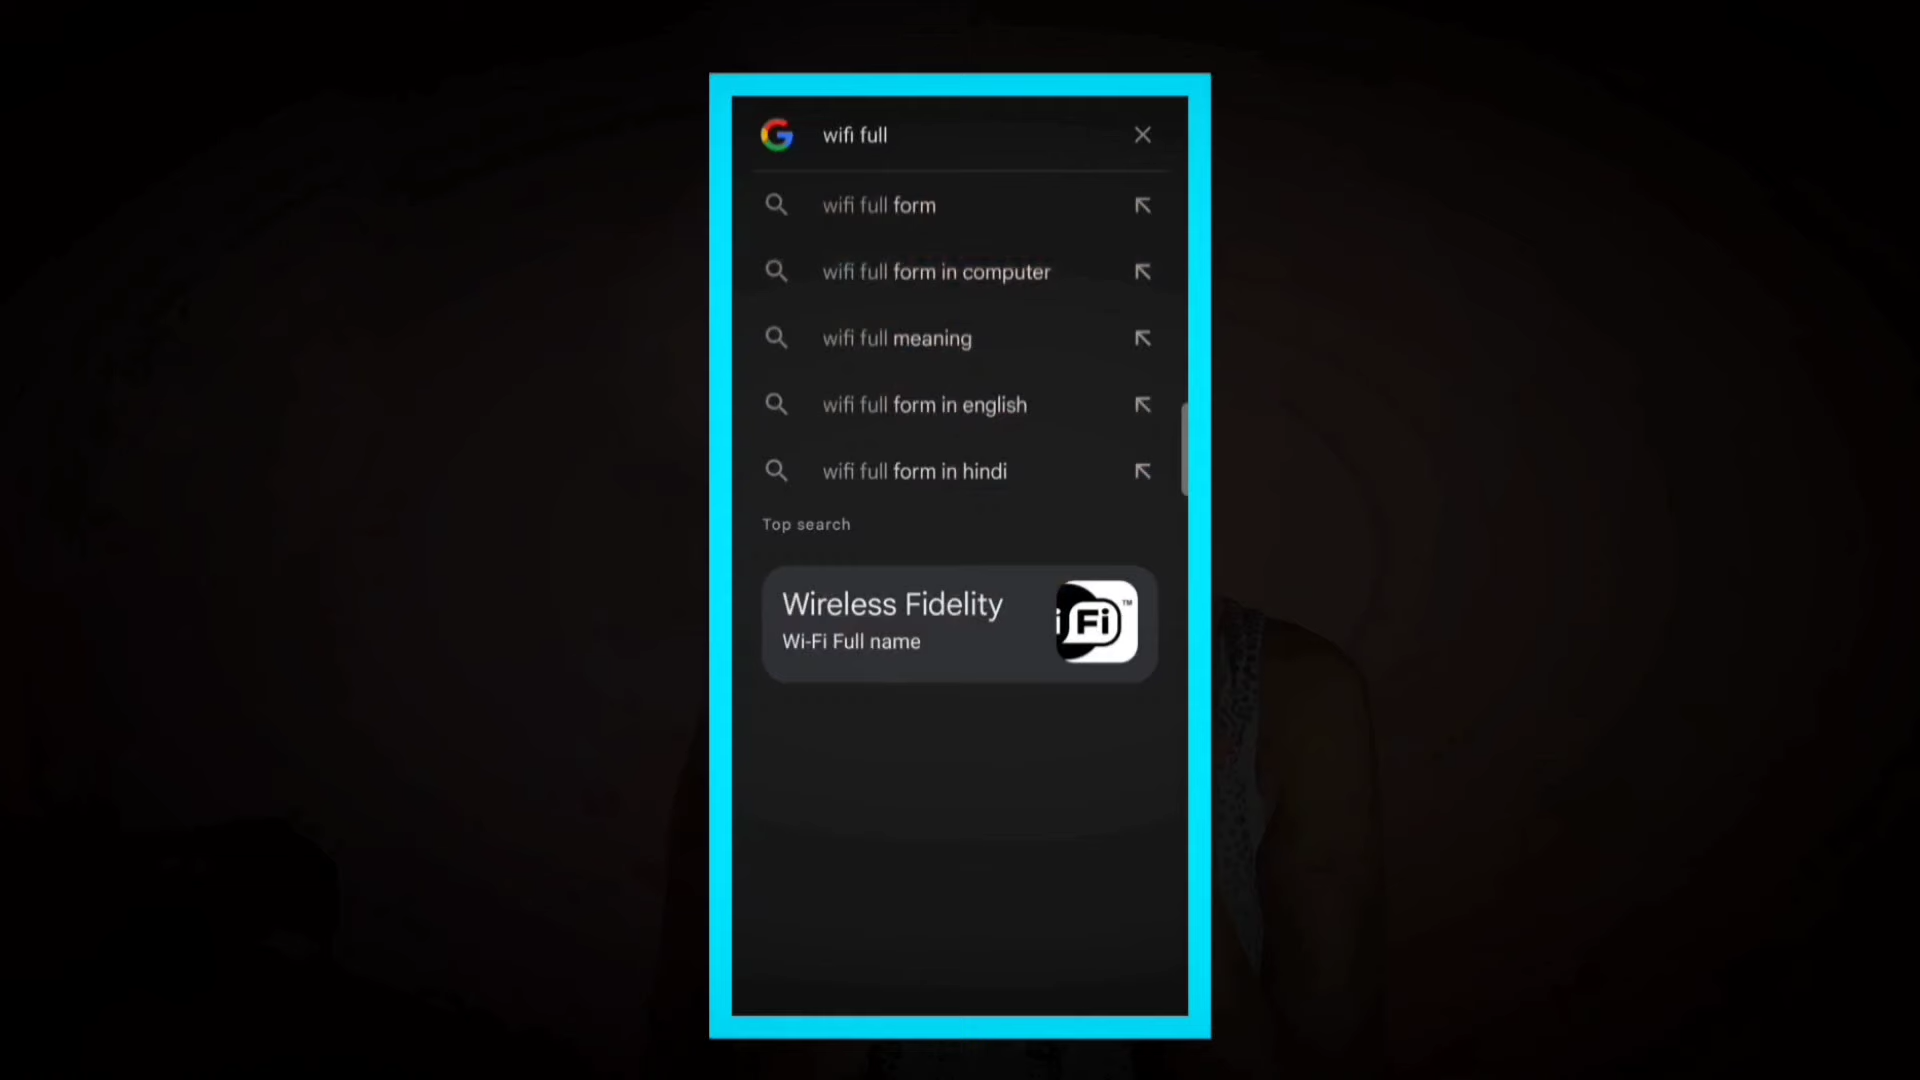 wifi full
wifi full form
wifi full form in computer
wifi full meaning
wifi full form in english
wifi full form in hindi
Top search
Wireless Fidelity
Wi-Fi Full name
i Fi TM